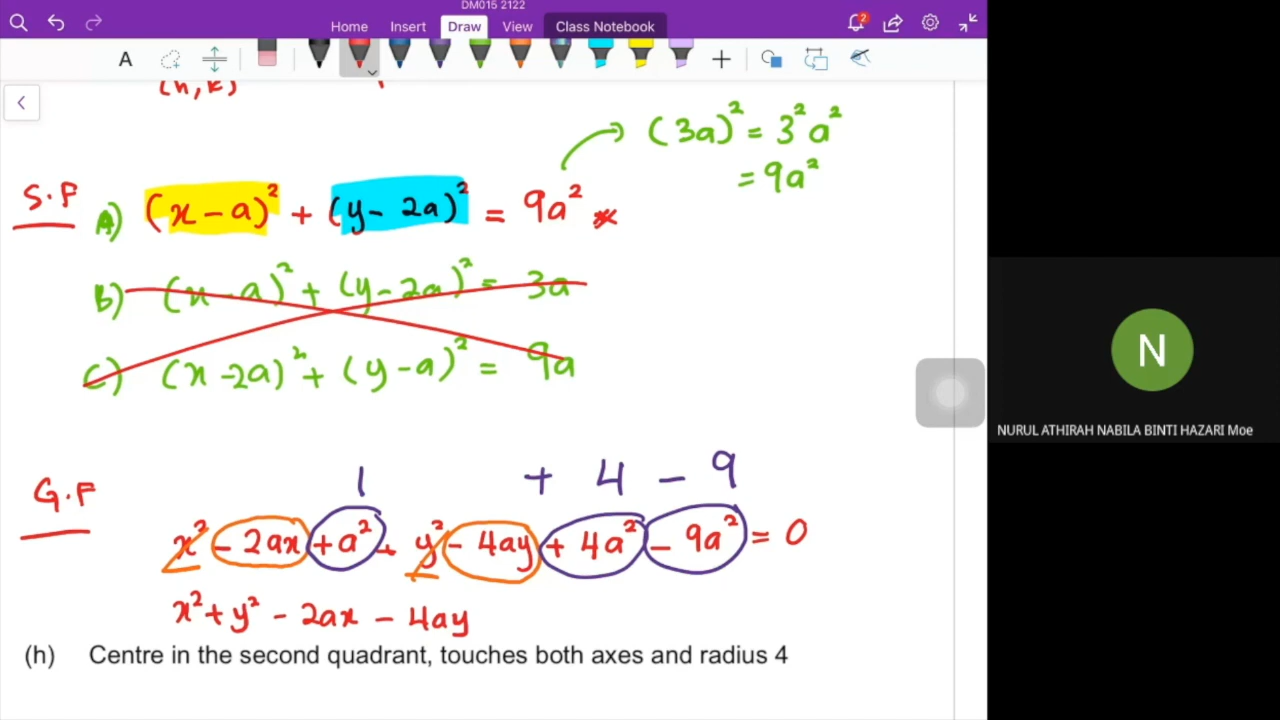 DM015 2122
Home Insert Draw View Class Notebook
2
A
(h, k)
(3a)² = 3²a²
= 9a²
S.F
A) (x - a)² + (y - 2a)² = 9a²
B) (x - a)² + (y - 2a)² = 3a
C) (x - 2a)² + (y - a)² = 9a
N
NURUL ATHIRAH NABILA BINTI HAZARI Moe
G.F
1 + 4 - 9
x² - 2ax + a² + y² - 4ay + 4a² - 9a² = 0
x² + y² - 2ax - 4ay
(h) Centre in the second quadrant, touches both axes and radius 4